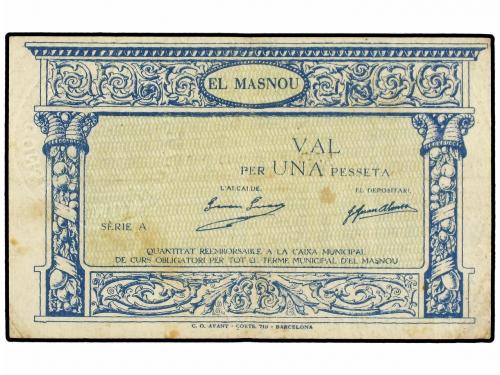 EL MASNOU
VAL
PER UNA PESSETA
L'ALCALDE, EL DEPOSITARI,
SÈRIE A
QUANTITAT REEMBORSABLE A LA CAIXA MUNICIPAL
DE CURS OBLIGATORI PER TOT EL TERME MUNICIPAL D'EL MASNOU
C. O. AVANT - CORTS, 719 - BARCELONA